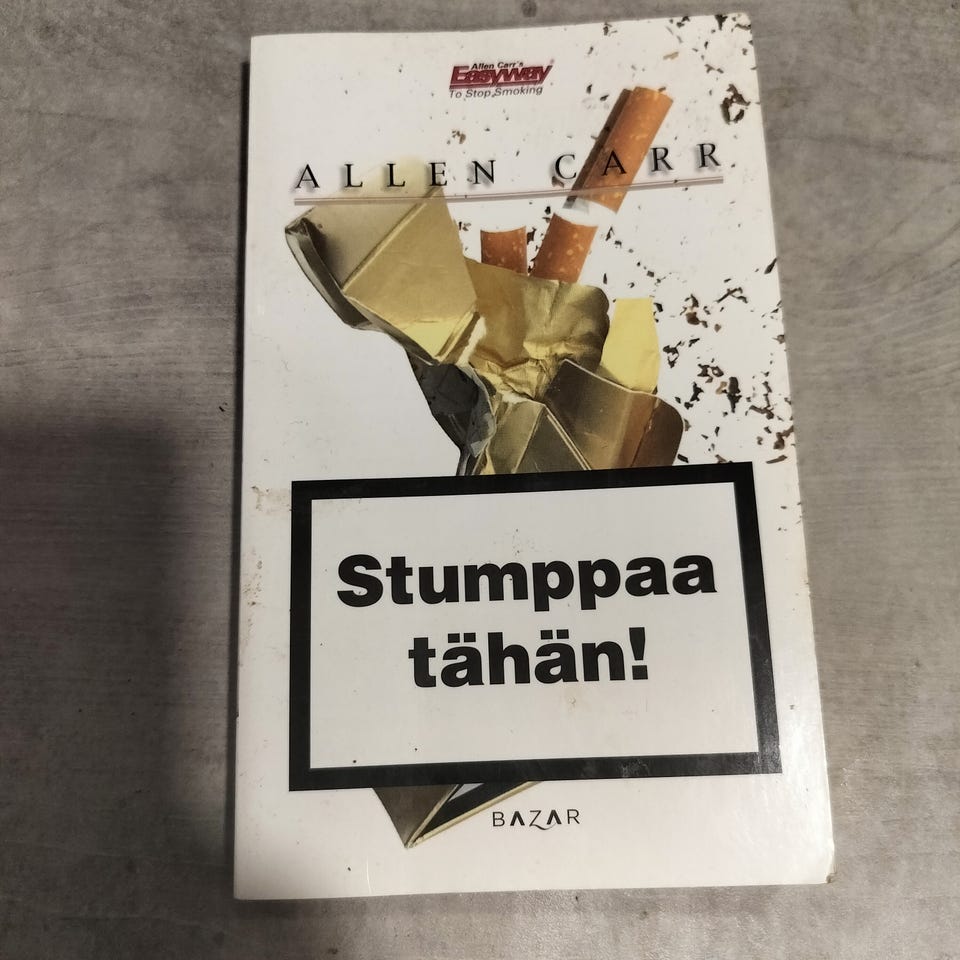 Allen Carr's
Easyway
To Stop Smoking
ALLEN CARR
Stumppaa
tähän!
BAZAR